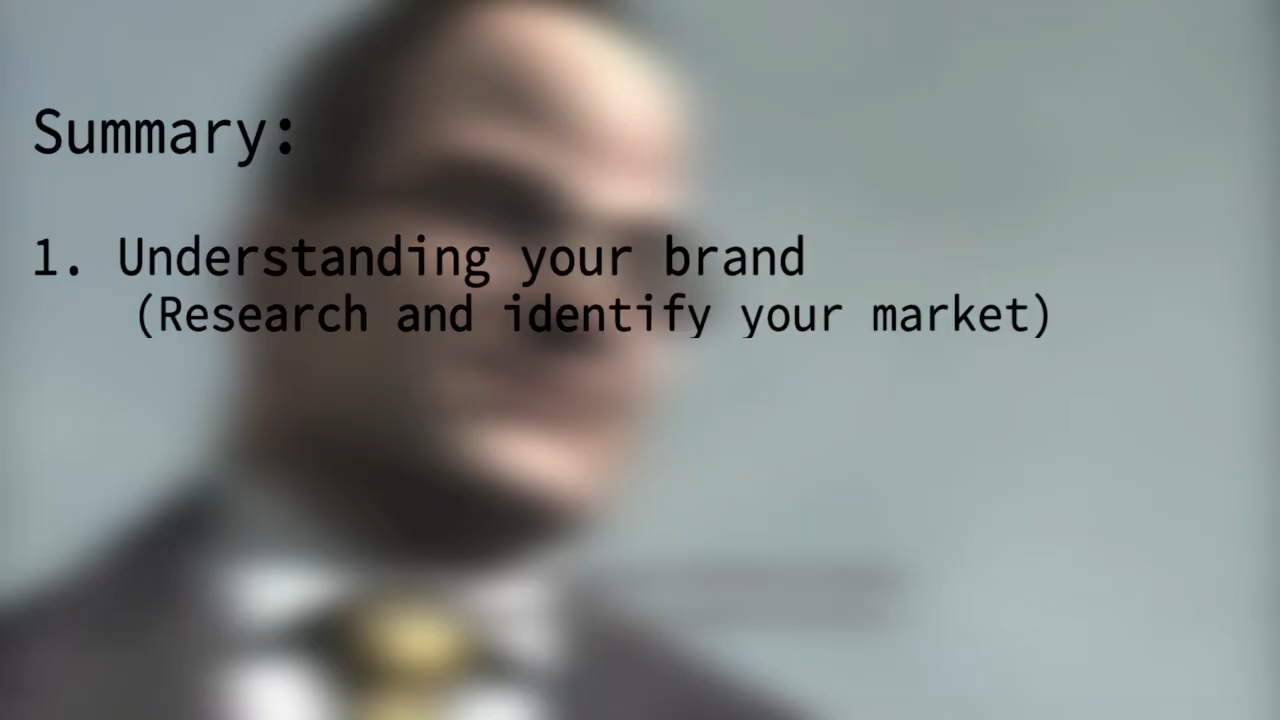 Summary:
1. Understanding your brand
(Research and identify your market)